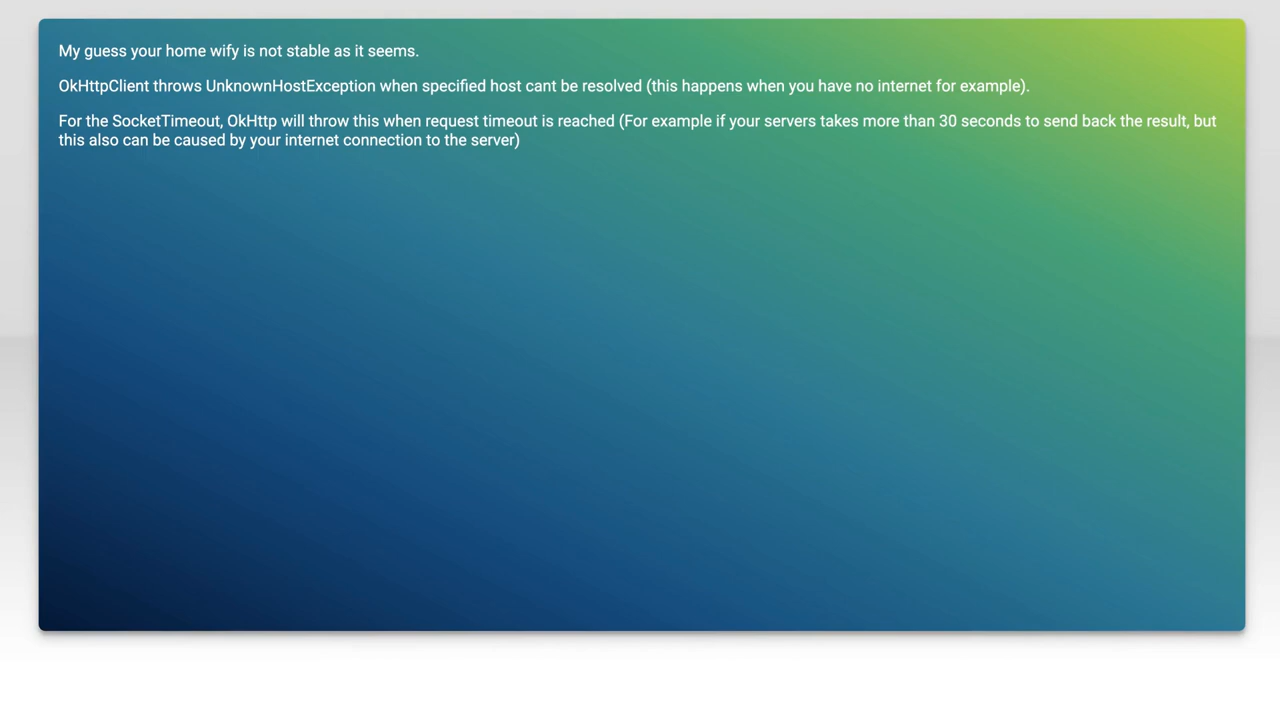 My guess your home wify is not stable as it seems.
OkHttpClient throws UnknownHostException when specified host cant be resolved (this happens when you have no internet for example).
For the SocketTimeout, OkHttp will throw this when request timeout is reached (For example if your servers takes more than 30 seconds to send back the result, but
this also can be caused by your internet connection to the server)